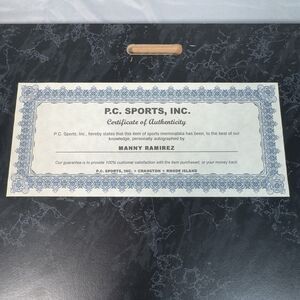 P.C. SPORTS, INC.
Certificate of Authenticity
P.C. Sports, Inc., hereby states that this item of sports memorabilia has been, to the best of our
knowledge, personally autographed by
MANNY RAMIREZ
Our guarantee is to provide 100% customer satisfaction with the item purchased, or your money back.
P.C. SPORTS, INC. • CRANSTON • RHODE ISLAND